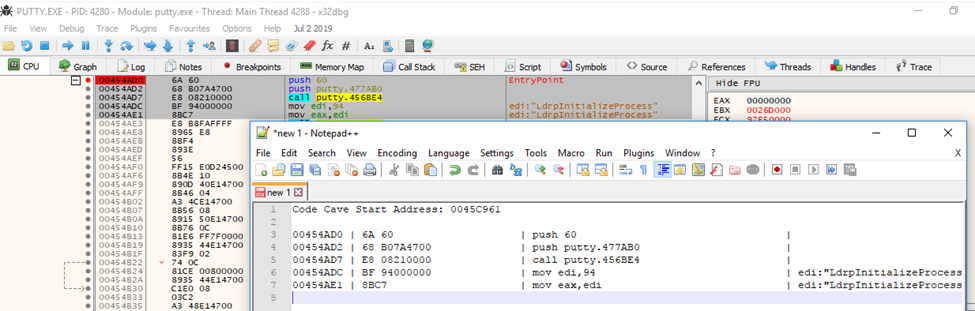 PUTTY.EXE - PID: 4280 - Module: putty.exe - Thread: Main Thread 4288 - x32dbg
File View Debug Trace Plugins Favourites Options Help Jul 2 2019
CPU Graph Log Notes Breakpoints Memory Map Call Stack SEH Script Symbols Source References Threads Handles Trace
00454AD0 6A 60 push 60 EntryPoint
00454AD2 68 B07A4700 push putty.477AB0
00454AD7 E8 08210000 call putty.456BE4
00454ADC BF 94000000 mov edi,94 edi:"LdrpInitializeProcess"
00454AE1 8BC7 mov eax,edi edi:"LdrpInitializeProcess"
00454AE3 E8 B8FAFFFF
00454AE8 8965 E8
00454AEB 8BF4
00454AED 893E
00454AEF 56
00454AF0 FF15 E0D24500
00454AF6 8B4E 10
00454AF9 890D 40E14700
00454AFF 8B46 04
00454B02 A3 4CE14700
00454B07 8B56 08
00454B0A 8915 50E14700
00454B10 8B76 0C
00454B13 81E6 FF7F0000
00454B19 8935 44E14700
00454B1F 83F9 02
00454B22 74 0C
00454B24 81CE 00800000
00454B2A 8935 44E14700
00454B30 C1E0 08
00454B33 03C2
00454B35 A3 48E14700
Hide FPU
EAX 00000000
EBX 0026D000
ECX 97E50000
*new 1 - Notepad++
File Edit Search View Encoding Language Settings Tools Macro Run Plugins Window ? X
new 1
1 Code Cave Start Address: 0045C961
2
3 00454AD0 | 6A 60 | push 60 |
4 00454AD2 | 68 B07A4700 | push putty.477AB0 |
5 00454AD7 | E8 08210000 | call putty.456BE4 |
6 00454ADC | BF 94000000 | mov edi,94 | edi:"LdrpInitializeProcess
7 00454AE1 | 8BC7 | mov eax,edi | edi:"LdrpInitializeProcess
8